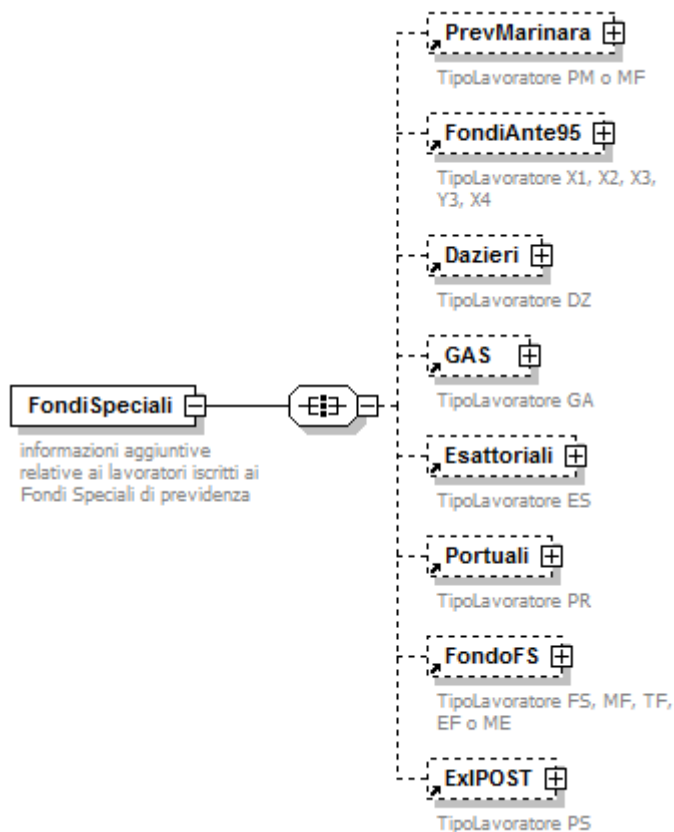 PrevMarinara
TipoLavoratore PM o MF
FondiAnte95
TipoLavoratore X1, X2, X3,
Y3, X4
Dazieri
TipoLavoratore DZ
GAS
TipoLavoratore GA
FondiSpeciali
informazioni aggiuntive
relative ai lavoratori iscritti ai
Fondi Speciali di previdenza
Esattoriali
TipoLavoratore ES
Portuali
TipoLavoratore PR
FondoFS
TipoLavoratore FS, MF, TF,
EF o ME
ExIPOST
TipoLavoratore PS